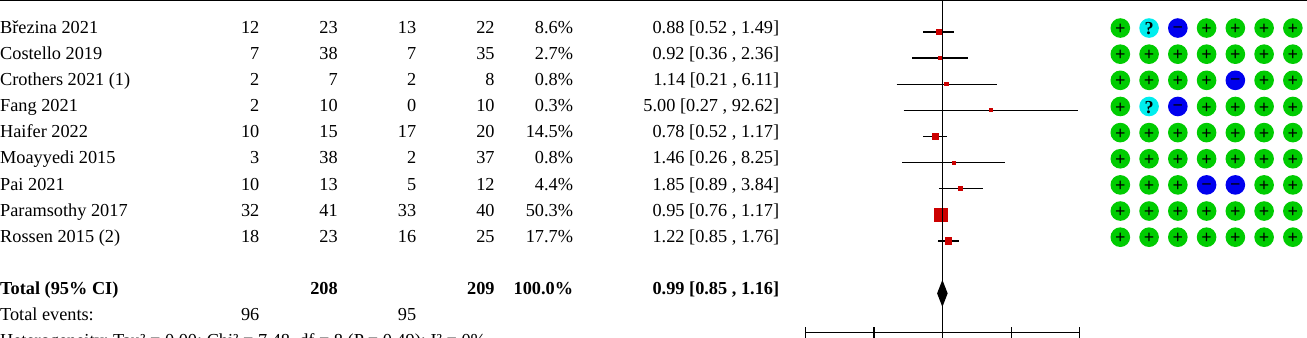 Březina 2021 12 23 13 22 8.6% 0.88 [0.52 , 1.49] + ? − + + + +
Costello 2019 7 38 7 35 2.7% 0.92 [0.36 , 2.36] + + + + + + +
Crothers 2021 (1) 2 7 2 8 0.8% 1.14 [0.21 , 6.11] + + + + − + +
Fang 2021 2 10 0 10 0.3% 5.00 [0.27 , 92.62] + ? − + + + +
Haifer 2022 10 15 17 20 14.5% 0.78 [0.52 , 1.17] + + + + + + +
Moayyedi 2015 3 38 2 37 0.8% 1.46 [0.26 , 8.25] + + + + + + +
Pai 2021 10 13 5 12 4.4% 1.85 [0.89 , 3.84] + + + − − + +
Paramsothy 2017 32 41 33 40 50.3% 0.95 [0.76 , 1.17] + + + + + + +
Rossen 2015 (2) 18 23 16 25 17.7% 1.22 [0.85 , 1.76] + + + + + + +
Total (95% CI) 208 209 100.0% 0.99 [0.85 , 1.16]
Total events: 96 95
Heterogeneity: Tau² = 0.00; Chi² = 7.48, df = 8 (P = 0.49); I² = 0%